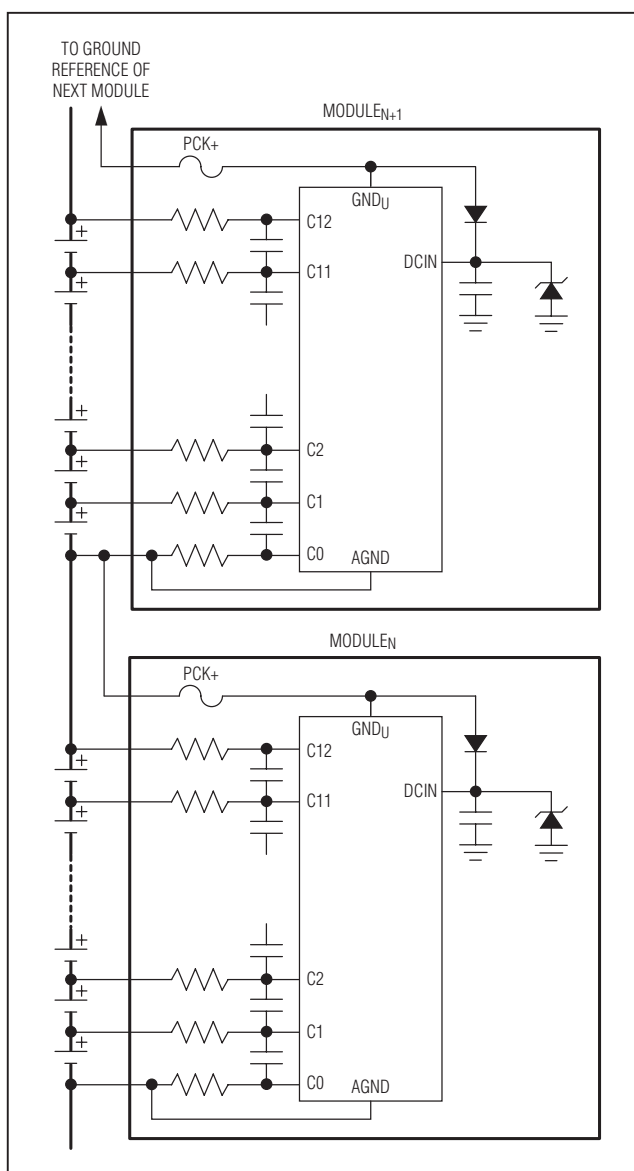 TO GROUND
REFERENCE OF
NEXT MODULE
MODULEN+1
PCK+
GNDU
C12
DCIN
C11
+
+
+
C2
+
C1
+
C0
AGND
MODULEN
PCK+
GNDU
C12
DCIN
+
C11
+
+
C2
+
C1
+
C0
AGND